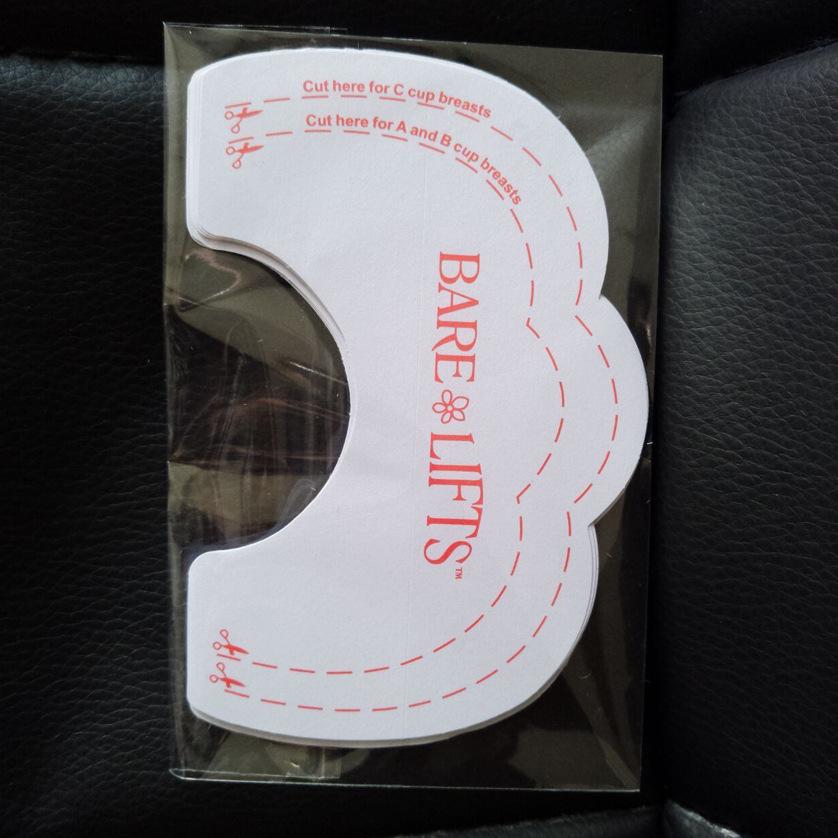 Cut here for C cup breasts
Cut here for A and B cup breasts
BARE LIFTS™